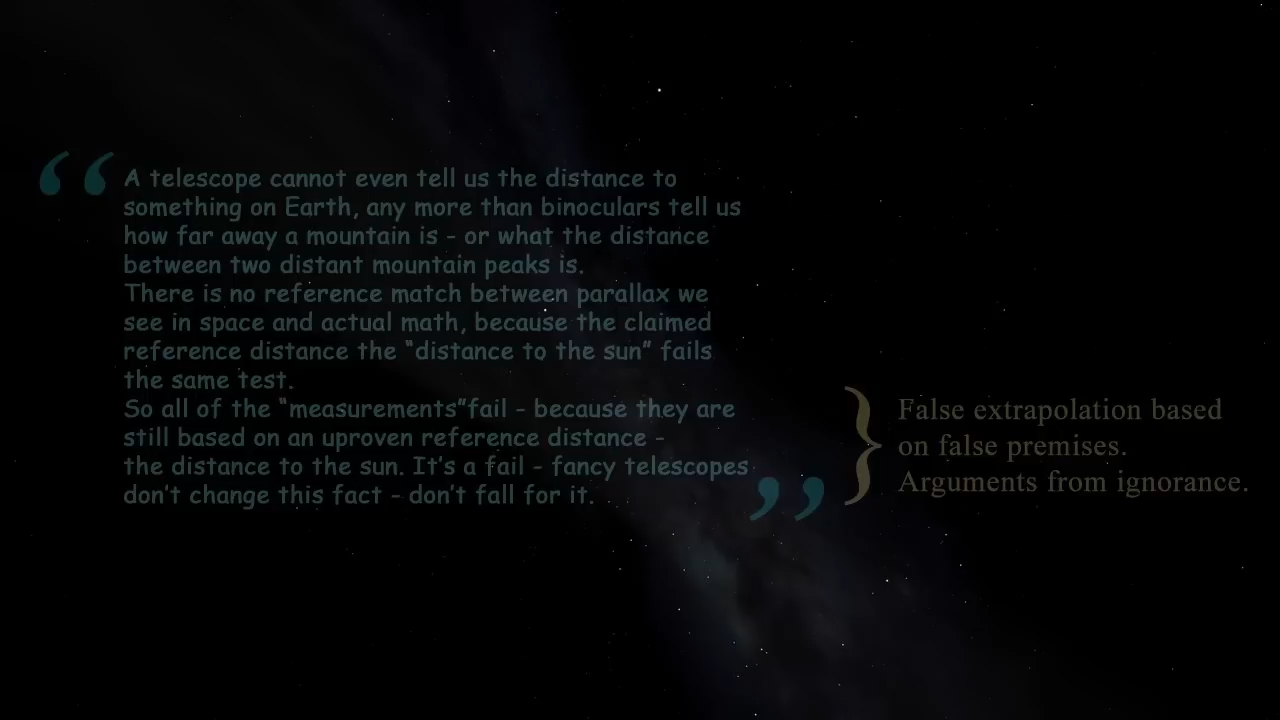 “A telescope cannot even tell us the distance to
something on Earth, any more than binoculars tell us
how far away a mountain is - or what the distance
between two distant mountain peaks is.
There is no reference match between parallax we
see in space and actual math, because the claimed
reference distance the “distance to the sun” fails
the same test.
So all of the “measurements”fail - because they are
still based on an uproven reference distance -
the distance to the sun. It's a fail - fancy telescopes
don't change this fact - don't fall for it.”
} False extrapolation based
on false premises.
Arguments from ignorance.